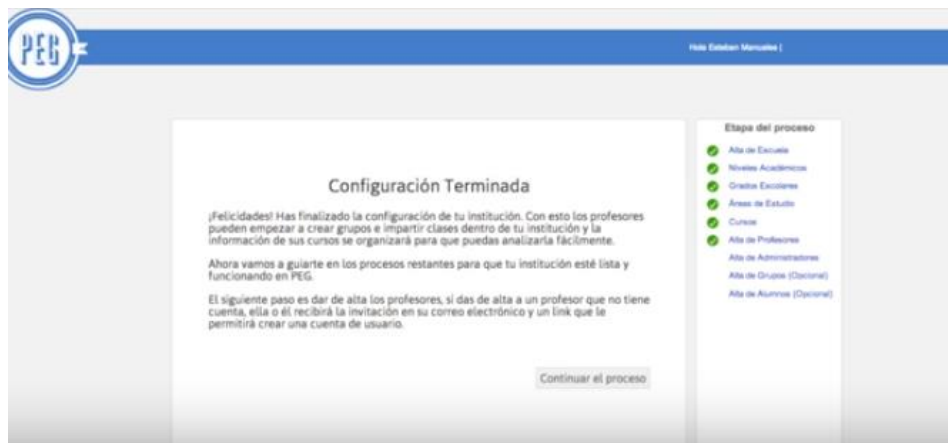 PEG
Hola Esteban Manuales |
Configuración Terminada
¡Felicidades! Has finalizado la configuración de tu institución. Con esto los profesores
pueden empezar a crear grupos e impartir clases dentro de tu institución y la
información de sus cursos se organizará para que puedas analizarla fácilmente.
Ahora vamos a guiarte en los procesos restantes para que tu institución esté lista y
funcionando en PEG.
El siguiente paso es dar de alta los profesores, si das de alta a un profesor que no tiene
cuenta, ella o él recibirá la invitación en su correo electrónico y un link que le
permitirá crear una cuenta de usuario.
Continuar el proceso
Etapa del proceso
Alta de Escuela
Niveles Académicos
Grados Escolares
Áreas de Estudio
Cursos
Alta de Profesores
Alta de Administradores
Alta de Grupos (Opcional)
Alta de Alumnos (Opcional)